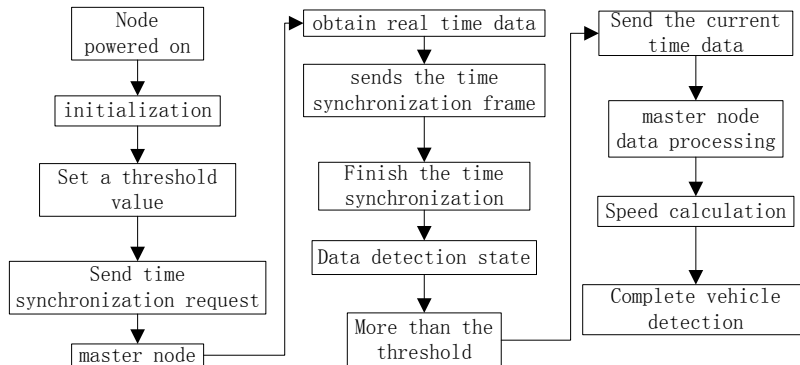 Node
powered on
initialization
Set a threshold
value
Send time
synchronization request
master node
obtain real time data
sends the time
synchronization frame
Finish the time
synchronization
Data detection state
More than the
threshold
Send the current
time data
master node
data processing
Speed calculation
Complete vehicle
detection